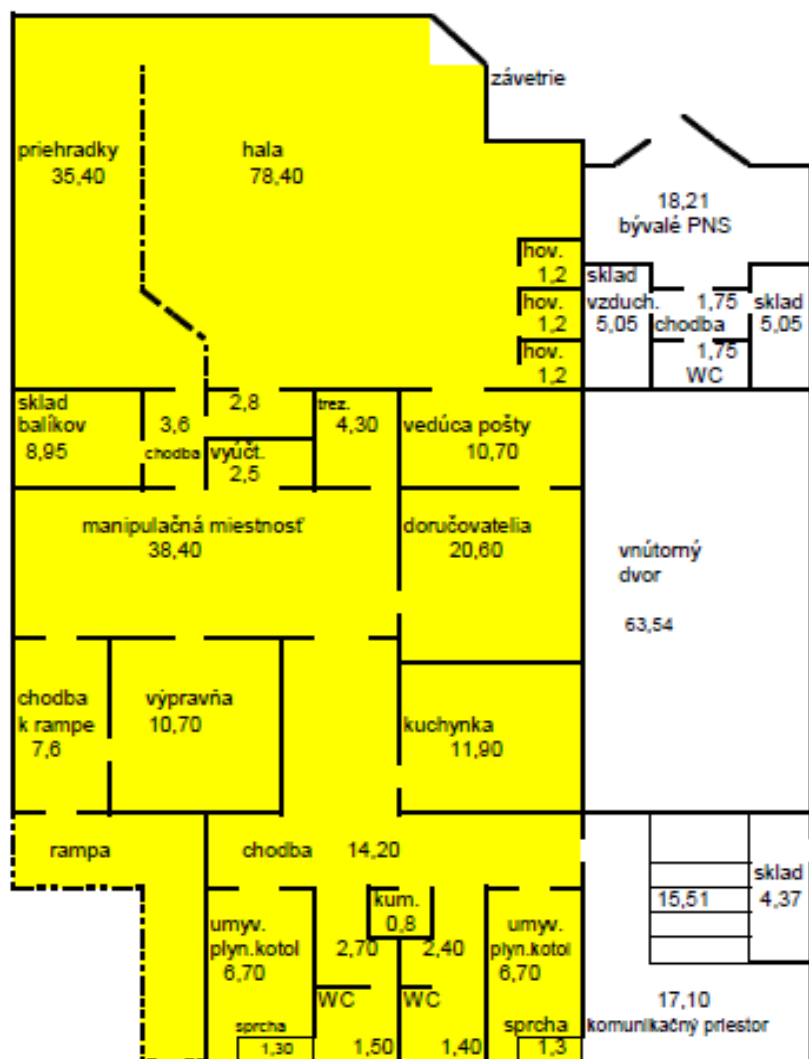 závetrie
priehradky
35,40
hala
78,40
18,21
bývalé PNS
hov.
1,2
hov.
1,2
hov.
1,2
sklad
vzduch.
5,05
1,75
chodba
1,75
WC
sklad
5,05
sklad
balíkov
8,95
3,6
chodba
2,8
vyúčt.
2,5
trez.
4,30
vedúca pošty
10,70
manipulačná miestnosť
38,40
doručovatelia
20,60
vnútorný
dvor
63,54
chodba
k rampe
7,6
výpravňa
10,70
kuchynka
11,90
rampa
chodba 14,20
sklad
4,37
15,51
umyv.
plyn.kotol
6,70
kum.
0,8
2,70
2,40
umyv.
plyn.kotol
6,70
WC
WC
17,10
komunikačný priestor
sprcha
1,30
1,50
1,40
sprcha
1,3